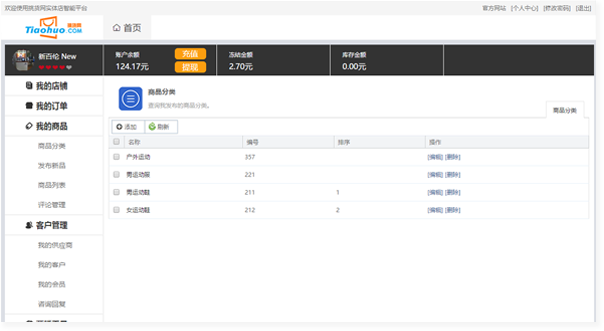 欢迎使用挑货网实体店智能平台
官方网站 [个人中心] [修改密码] [退出]
挑货网
Tiaohuo.COM
首页
新百伦 New
账户余额 充值
124.17元 提现
冻结金额
2.70元
库存金额
0.00元
我的店铺
我的订单
我的商品
商品分类
发布新品
商品列表
评论管理
客户管理
我的供应商
我的客户
我的会员
咨询回复
商品分类
查询我发布的商品分类。
商品分类
添加 刷新
名称 编号 排序 操作
户外运动 357 [编辑] [删除]
男运动服 221 [编辑] [删除]
男运动鞋 211 1 [编辑] [删除]
女运动鞋 212 2 [编辑] [删除]